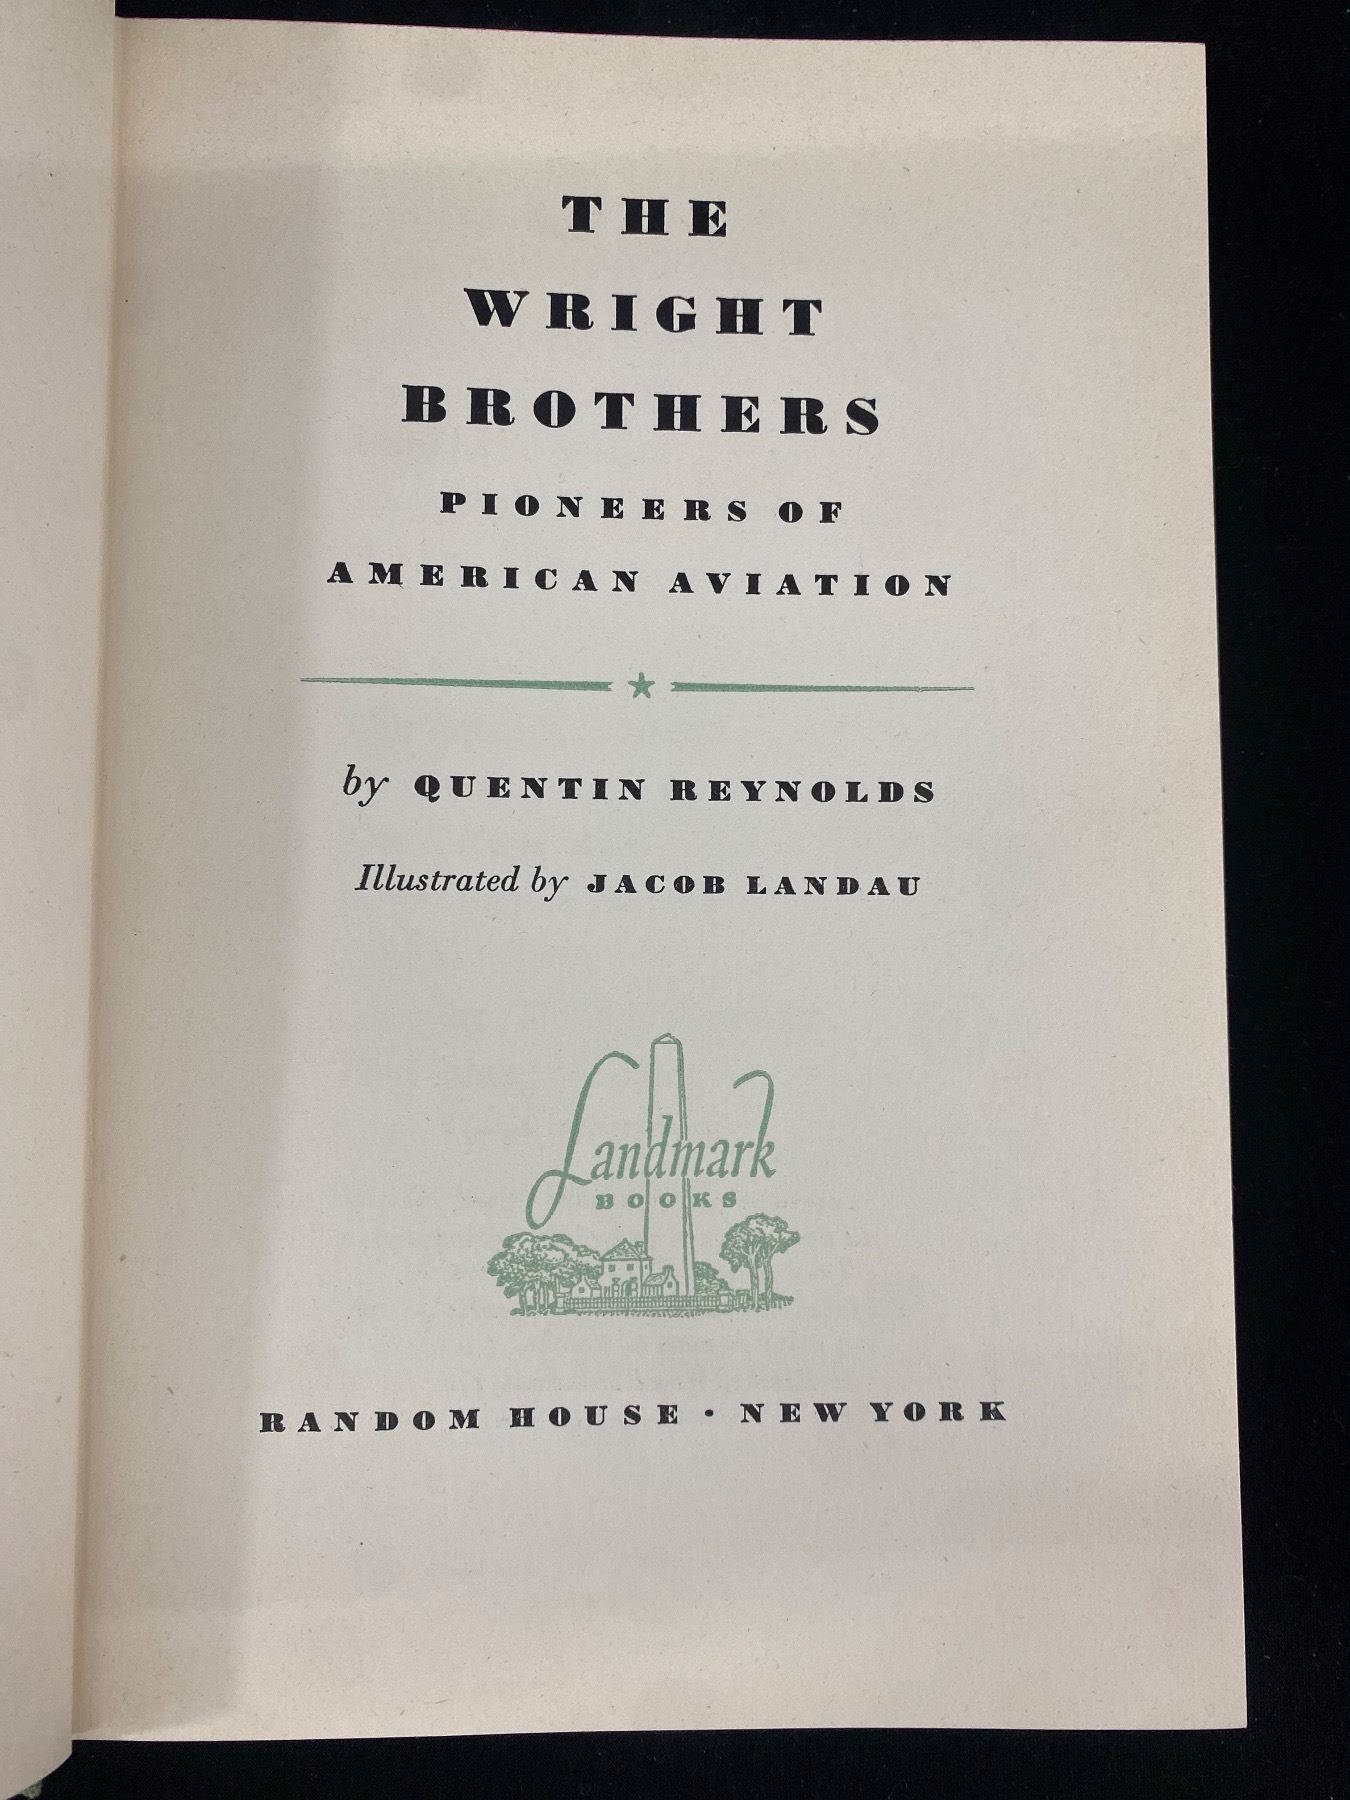 THE
WRIGHT
BROTHERS
PIONEERS OF
AMERICAN AVIATION
by QUENTIN REYNOLDS
Illustrated by JACOB LANDAU
Landmark
BOOKS
RANDOM HOUSE · NEW YORK